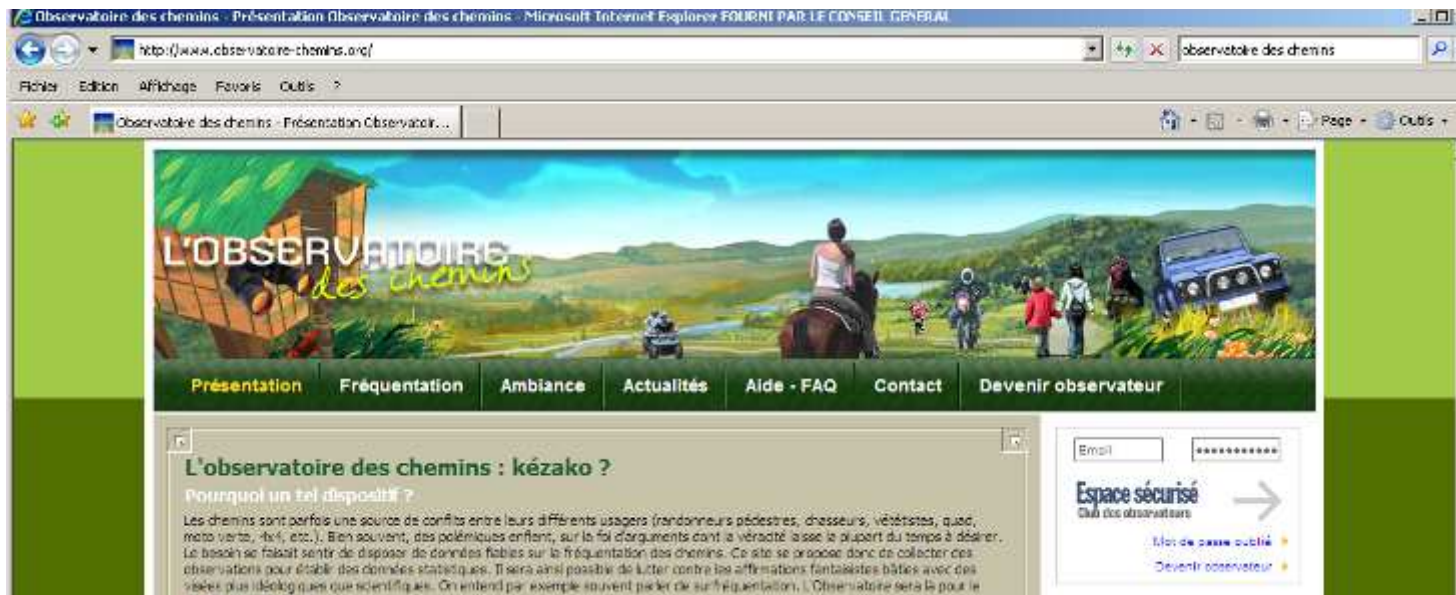 Observatoire des chemins - Présentation Observatoire des chemins - Microsoft Internet Explorer FOURNI PAR LE CONSEIL GENERAL
http://www.observatoire-chemins.org/
observatoire des chemins
Fichier Edition Affichage Favoris Outils ?
Observatoire des chemins - Présentation Observatoir...
Page Outils
L'OBSERVATOIRE
des chemins
Présentation Fréquentation Ambiance Actualités Aide - FAQ Contact Devenir observateur
L'observatoire des chemins : kézako ?
Pourquoi un tel dispositif ?
Les chemins sont parfois une source de conflits entre leurs différents usagers (randonneurs pédestres, chasseurs, vététistes, quad,
moto verte, 4x4, etc.). Bien souvent, des polémiques enflent, sur la foi d'arguments dont la véracité laisse la plupart du temps à désirer.
Le besoin se faisait sentir de disposer de données fiables sur la fréquentation des chemins. Ce site se propose donc de collecter des
observations pour établir des données statistiques. Il sera ainsi possible de lutter contre les affirmations fantaisistes bâties avec des
visées plus idéologiques que scientifiques. On entend par exemple souvent parler de surfréquentation. L'Observatoire sera là pour le
Email ***********
Espace sécurisé
Club des observateurs
Mot de passe oublié
Devenir observateur